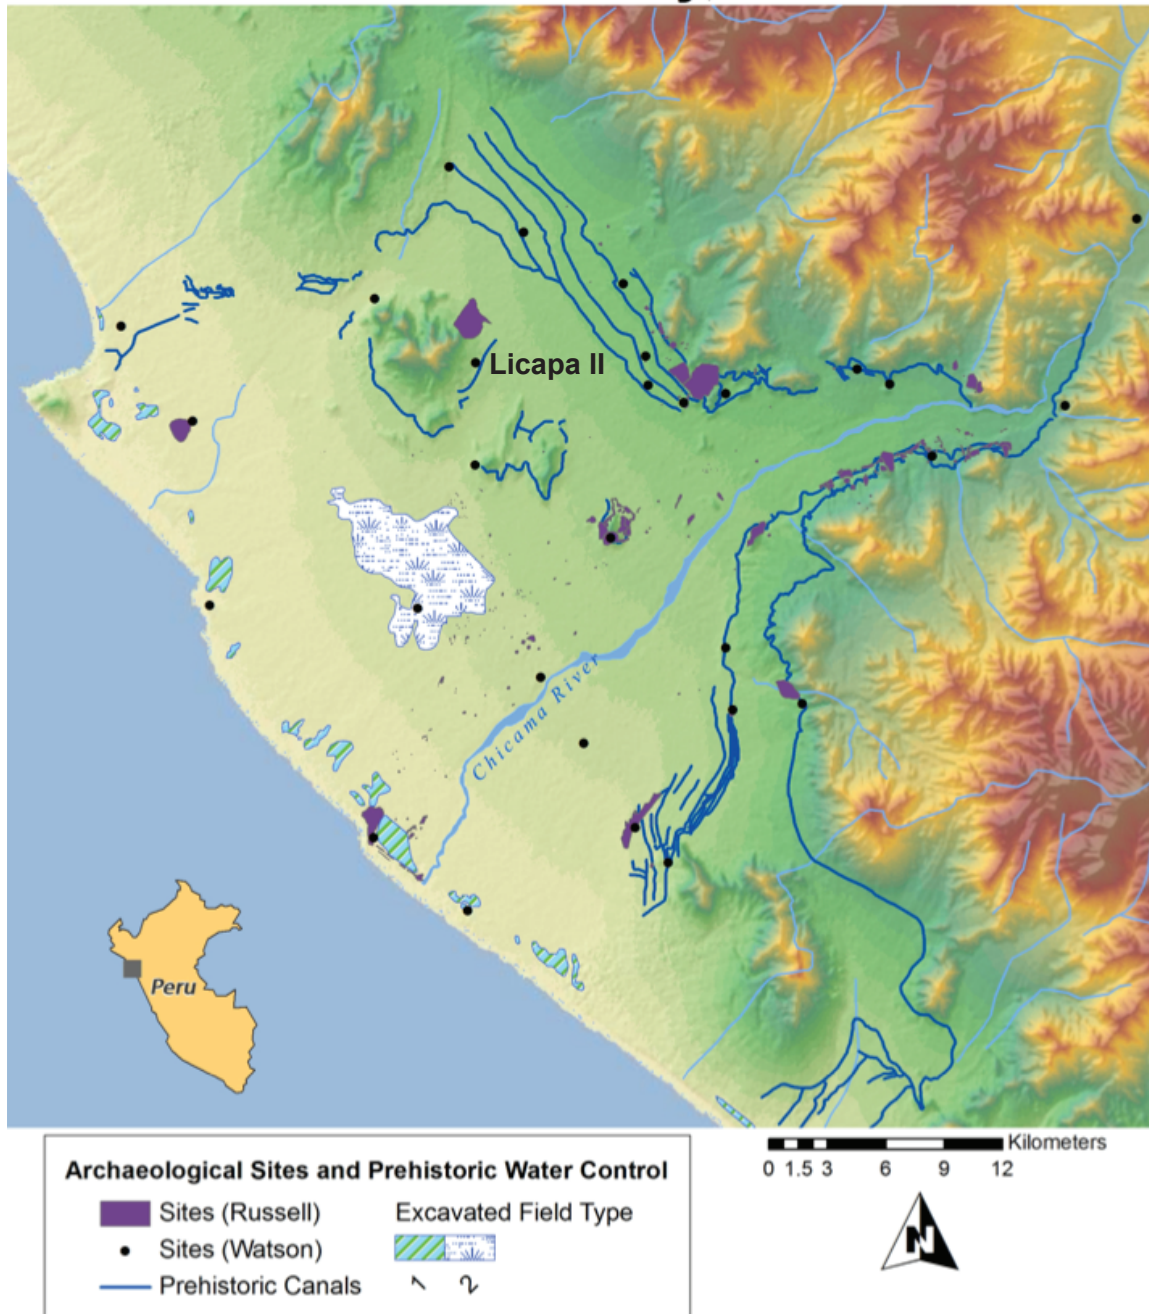 Licapa II
Chicama River
Peru
Kilometers
0 1.5 3 6 9 12
N
Archaeological Sites and Prehistoric Water Control
Sites (Russell)
Excavated Field Type
Sites (Watson)
Prehistoric Canals
1 2